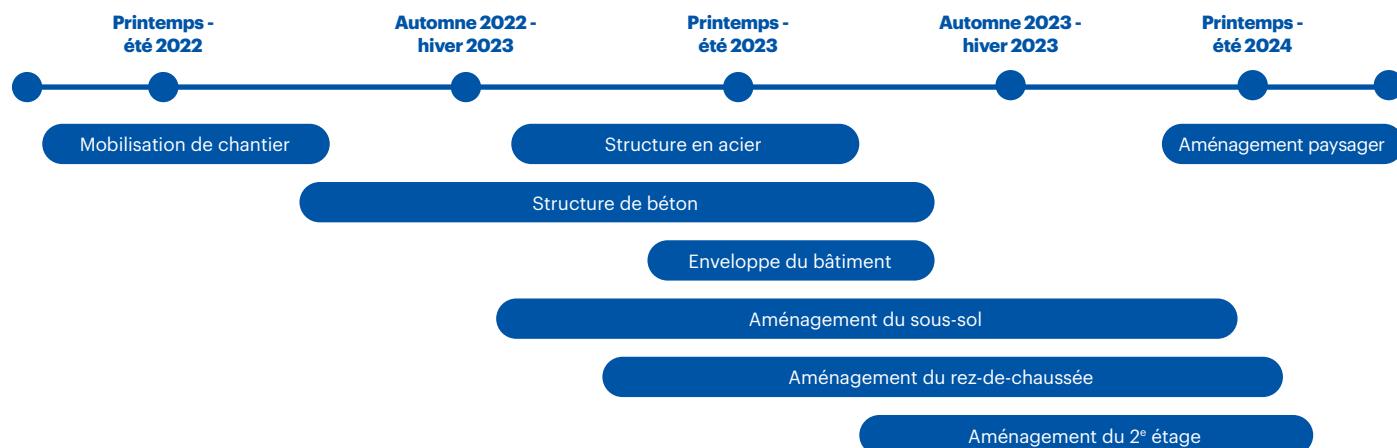 Printemps -
été 2022
Automne 2022 -
hiver 2023
Printemps -
été 2023
Automne 2023 -
hiver 2023
Printemps -
été 2024
Mobilisation de chantier
Structure en acier
Aménagement paysager
Structure de béton
Enveloppe du bâtiment
Aménagement du sous-sol
Aménagement du rez-de-chaussée
Aménagement du 2e étage